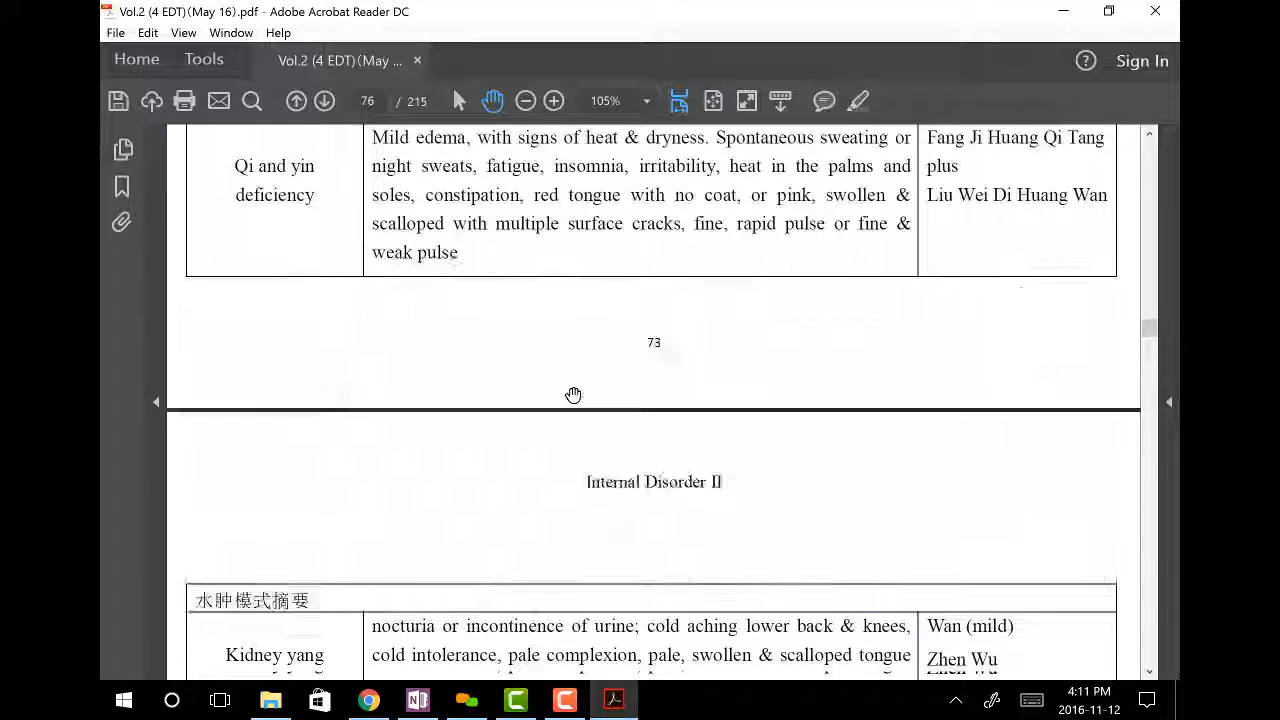 Vol.2 (4 EDT)(May 16).pdf - Adobe Acrobat Reader DC
File Edit View Window Help
Home Tools Vol.2 (4 EDT)(May ... × Sign In
76 / 215 105%
Qi and yin
deficiency
Mild edema, with signs of heat & dryness. Spontaneous sweating or
night sweats, fatigue, insomnia, irritability, heat in the palms and
soles, constipation, red tongue with no coat, or pink, swollen &
scalloped with multiple surface cracks, fine, rapid pulse or fine &
weak pulse
Fang Ji Huang Qi Tang
plus
Liu Wei Di Huang Wan
73
Internal Disorder II
水肿模式摘要
Kidney yang
nocturia or incontinence of urine; cold aching lower back & knees,
cold intolerance, pale complexion, pale, swollen & scalloped tongue
Wan (mild)
Zhen Wu
4:11 PM
2016-11-12